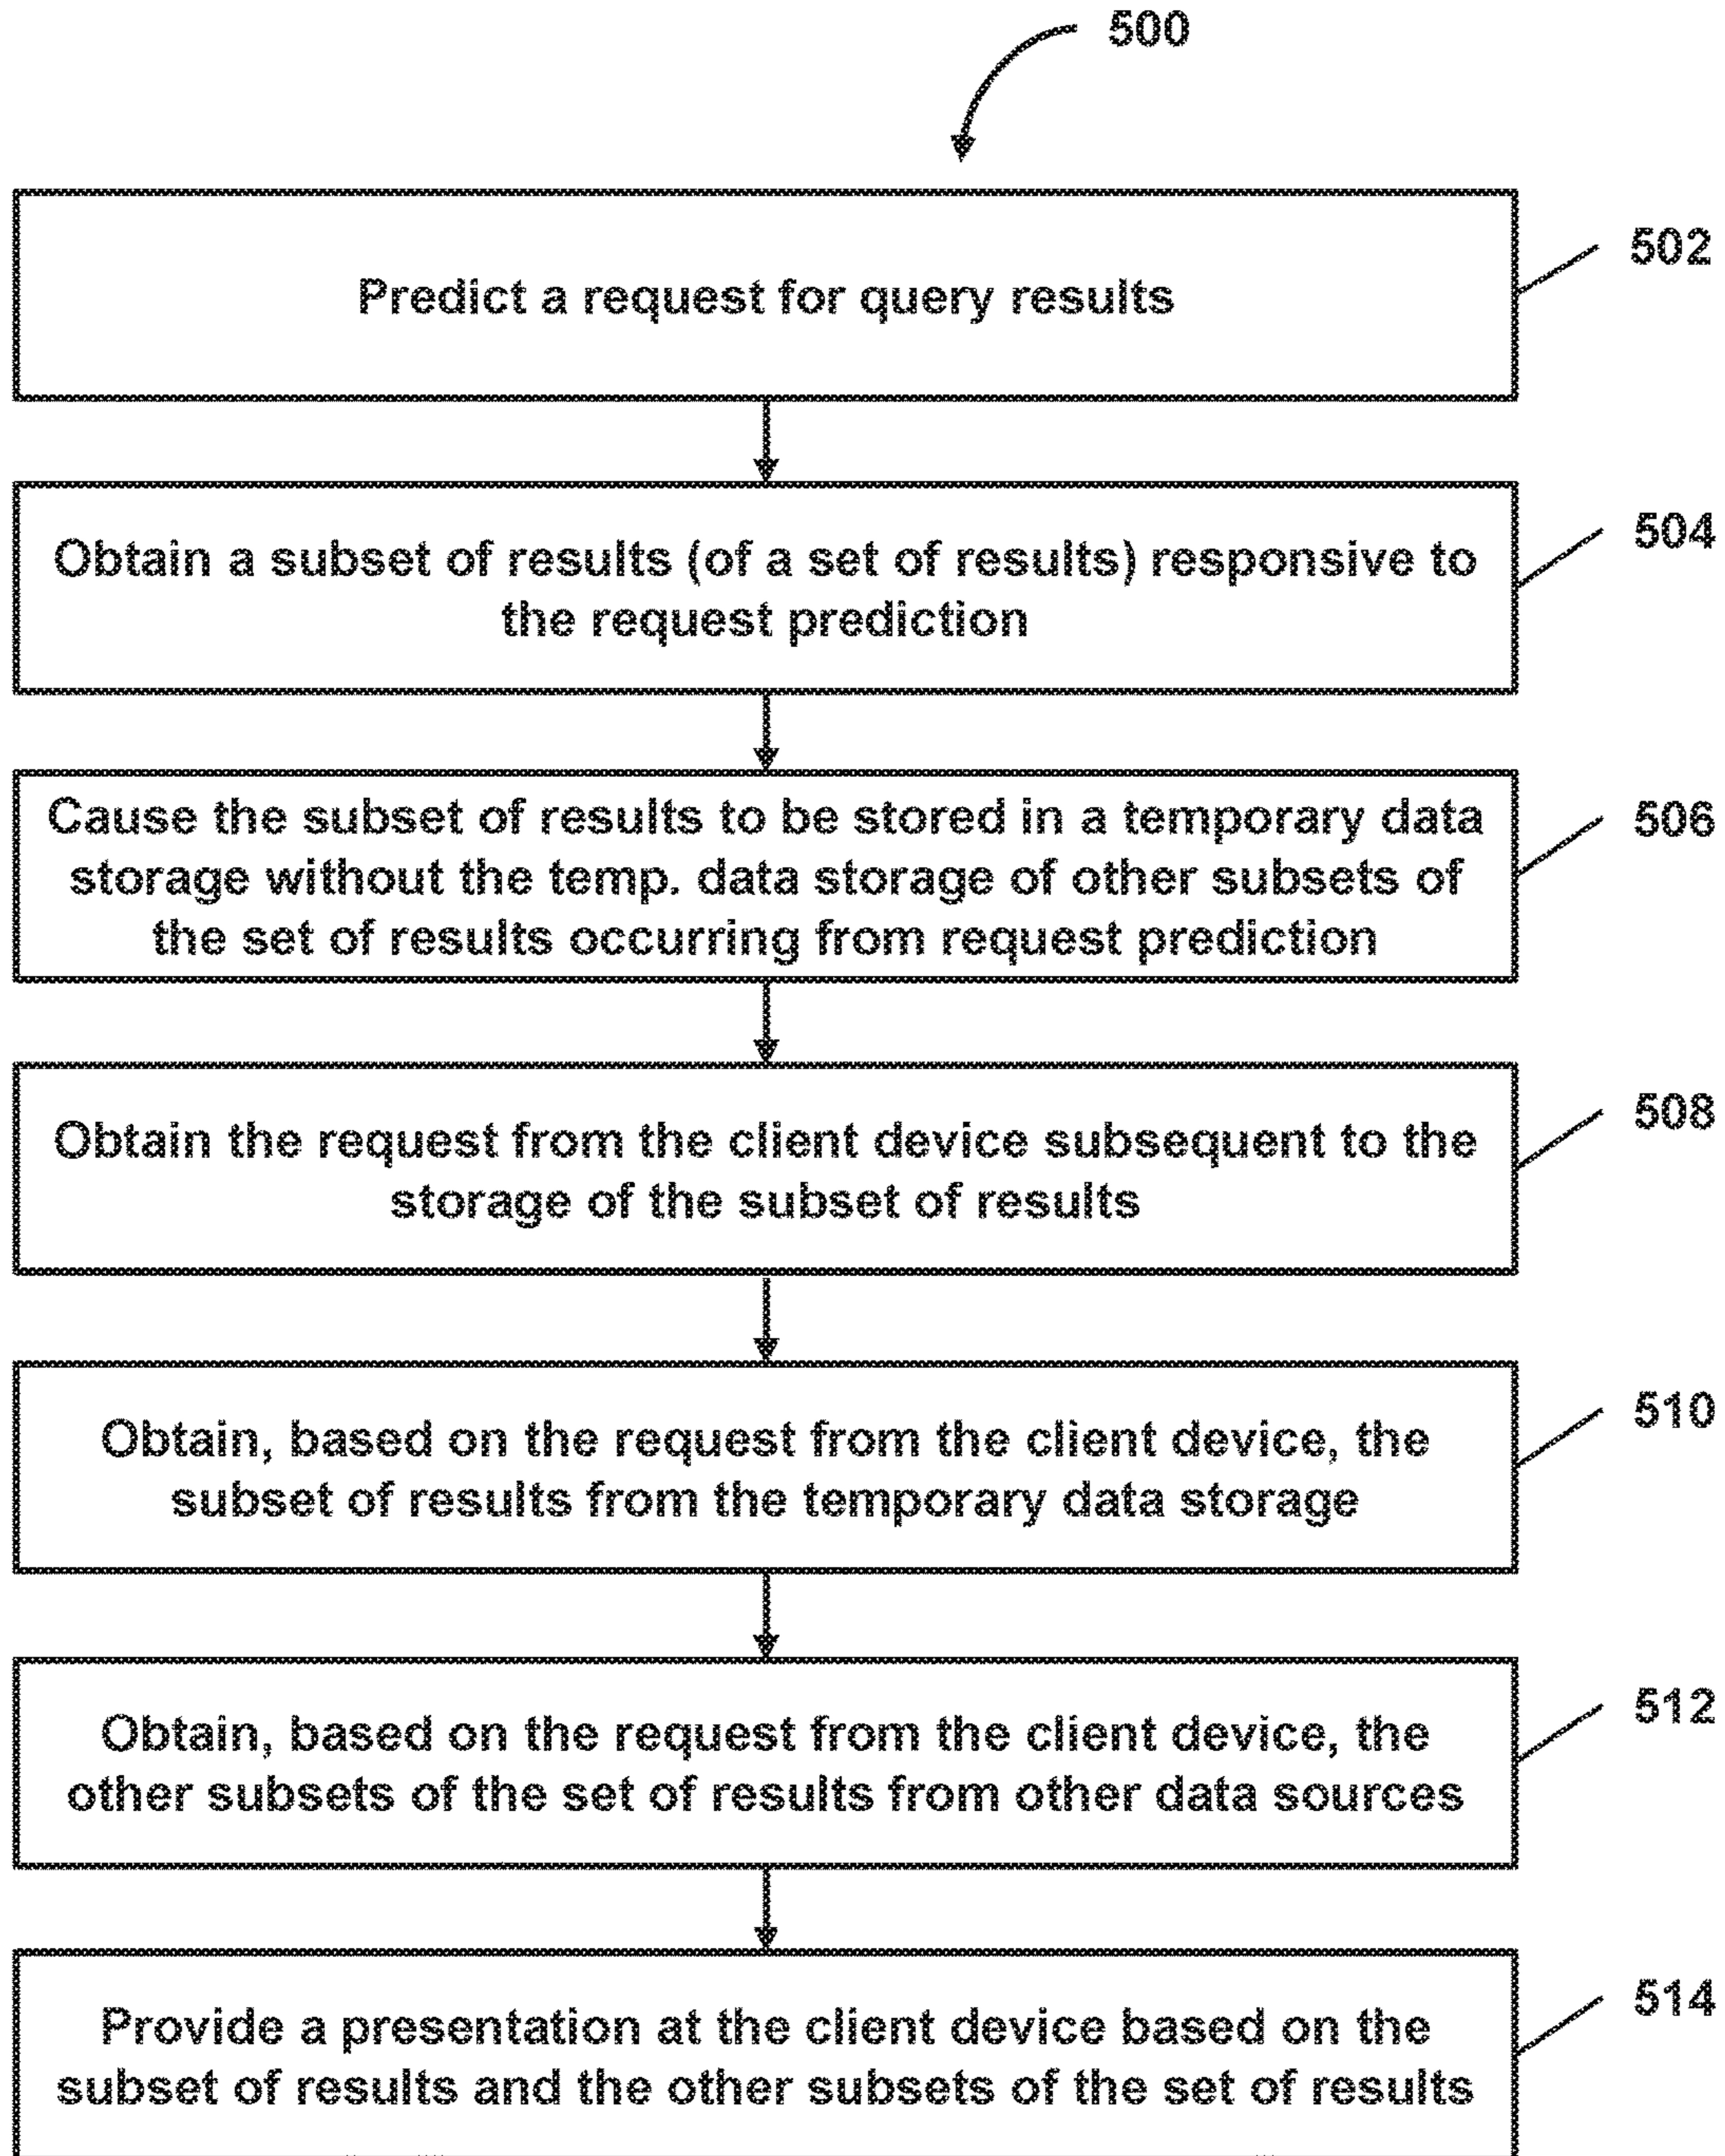 500
Predict a request for query results
502
Obtain a subset of results (of a set of results) responsive to
the request prediction
504
Cause the subset of results to be stored in a temporary data
storage without the temp. data storage of other subsets of
the set of results occurring from request prediction
506
Obtain the request from the client device subsequent to the
storage of the subset of results
508
Obtain, based on the request from the client device, the
subset of results from the temporary data storage
510
Obtain, based on the request from the client device, the
other subsets of the set of results from other data sources
512
Provide a presentation at the client device based on the
subset of results and the other subsets of the set of results
514